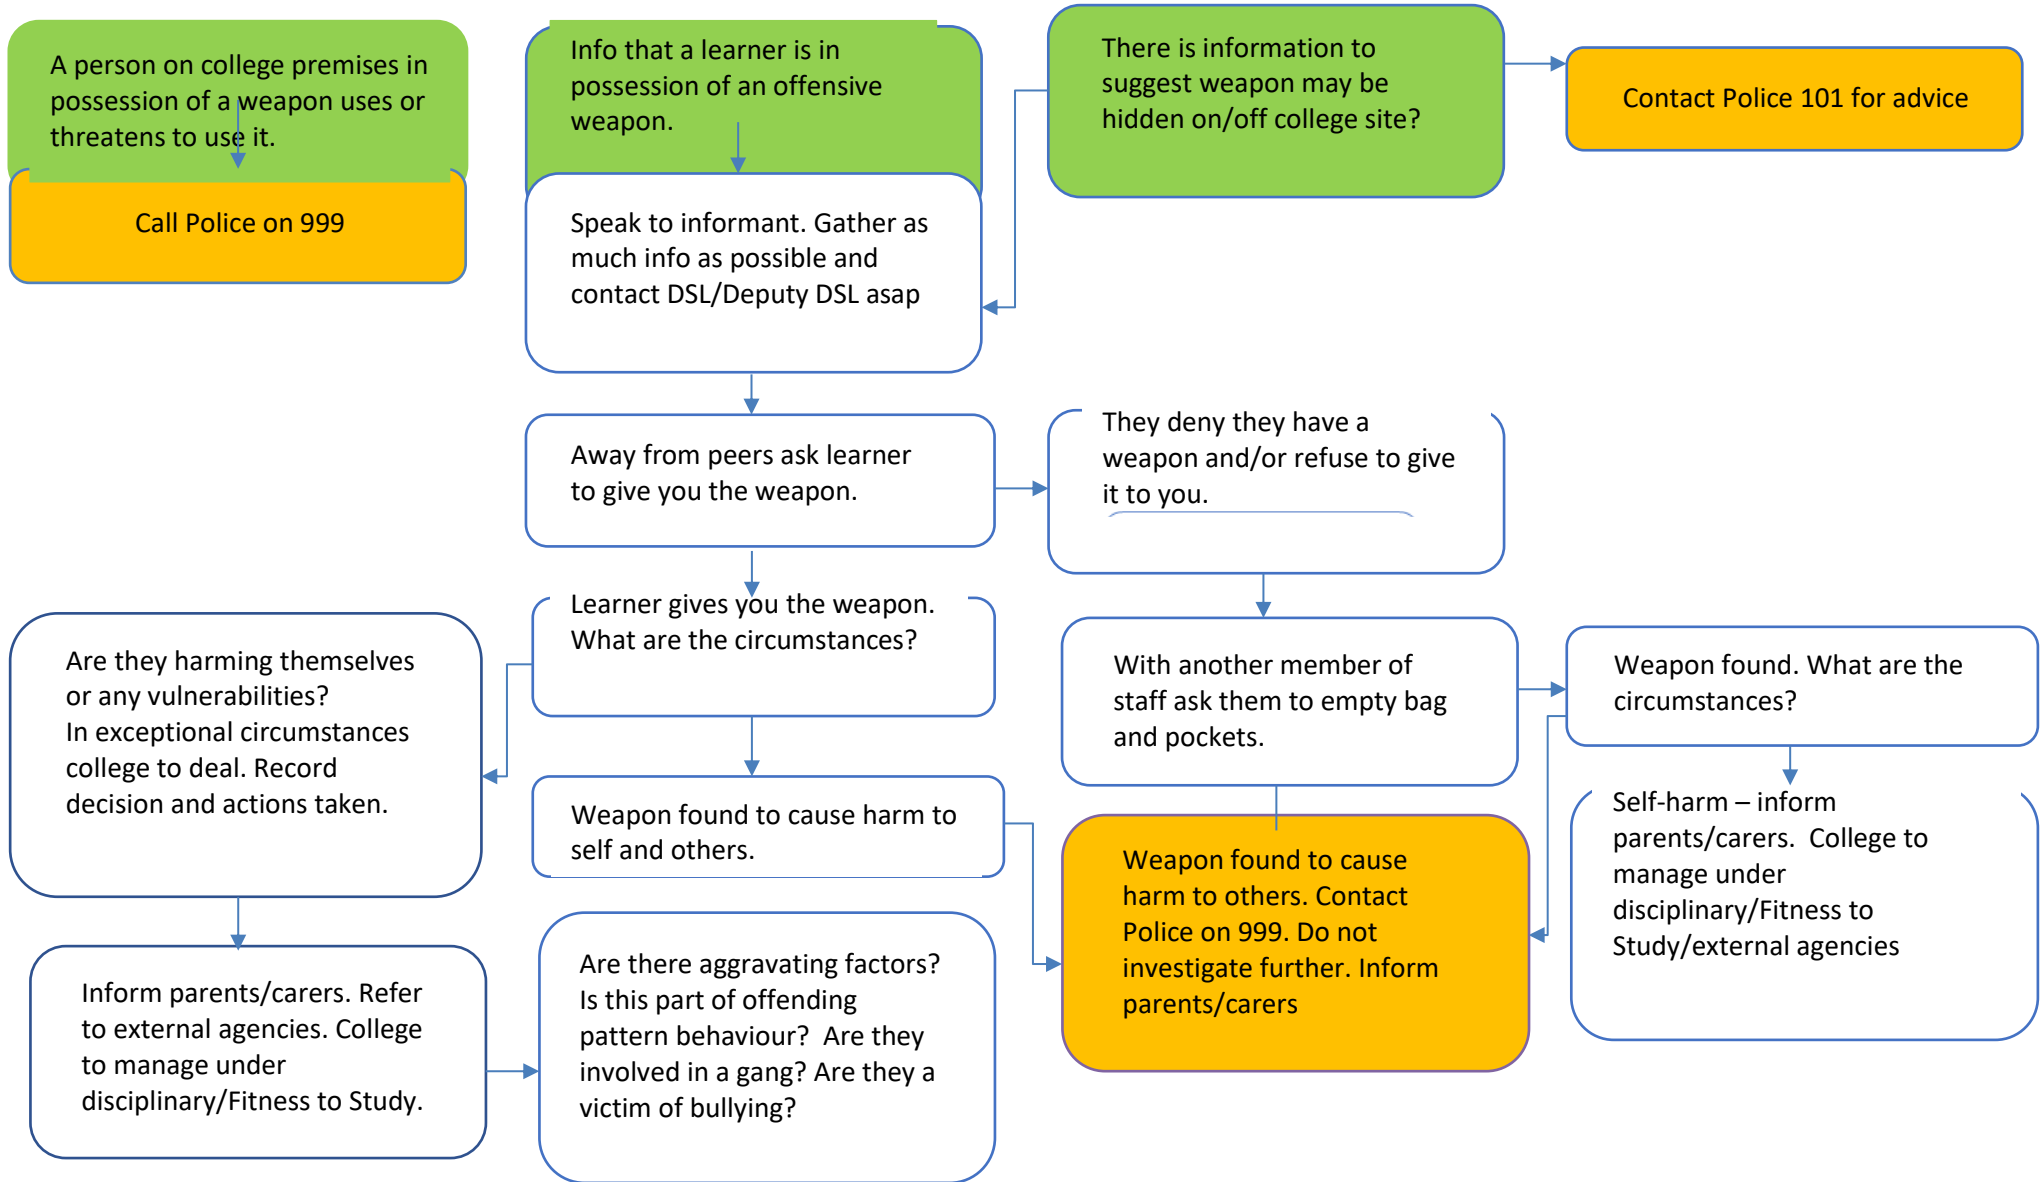 A person on college premises in
possession of a weapon uses or
threatens to use it.
Call Police on 999
Info that a learner is in
possession of an offensive
weapon.
There is information to
suggest weapon may be
hidden on/off college site?
Contact Police 101 for advice
Speak to informant. Gather as
much info as possible and
contact DSL/Deputy DSL asap
Away from peers ask learner
to give you the weapon.
They deny they have a
weapon and/or refuse to give
it to you.
Learner gives you the weapon.
What are the circumstances?
Are they harming themselves
or any vulnerabilities?
In exceptional circumstances
college to deal. Record
decision and actions taken.
With another member of
staff ask them to empty bag
and pockets.
Weapon found. What are the
circumstances?
Weapon found to cause harm to
self and others.
Weapon found to cause
harm to others. Contact
Police on 999. Do not
investigate further. Inform
parents/carers
Self-harm – inform
parents/carers.  College to
manage under
disciplinary/Fitness to
Study/external agencies
Inform parents/carers. Refer
to external agencies. College
to manage under
disciplinary/Fitness to Study.
Are there aggravating factors?
Is this part of offending
pattern behaviour?  Are they
involved in a gang? Are they a
victim of bullying?